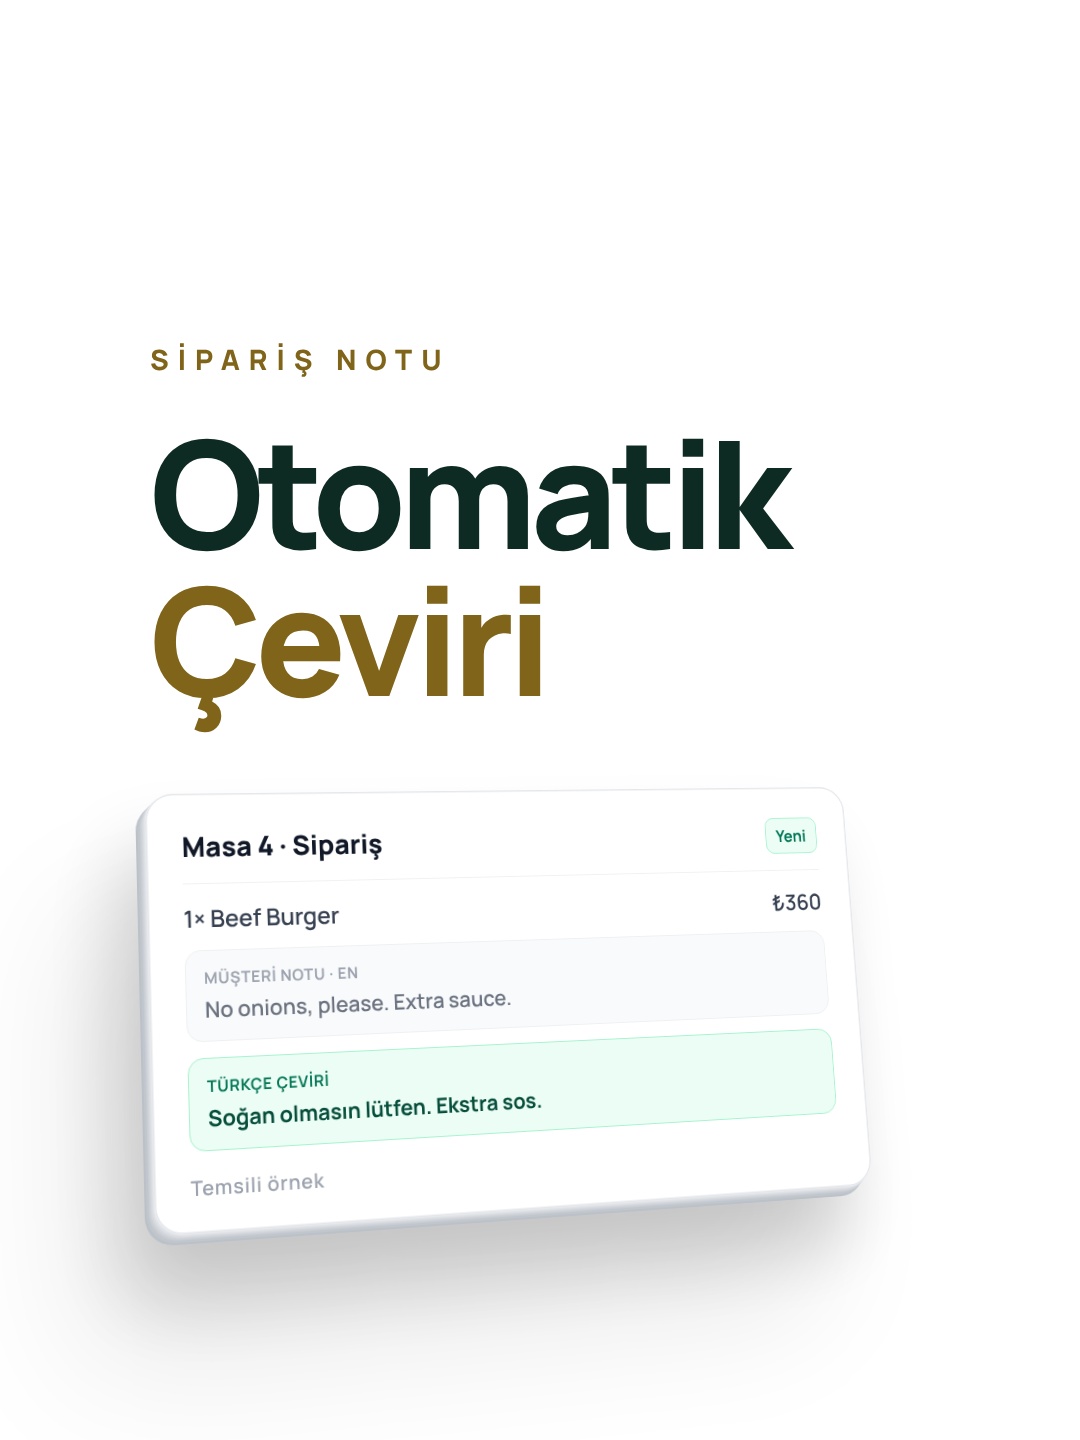 SİPARİŞ NOTU
Otomatik
Çeviri
Masa 4 · Sipariş
Yeni
1× Beef Burger
₺360
MÜŞTERİ NOTU · EN
No onions, please. Extra sauce.
TÜRKÇE ÇEVİRİ
Soğan olmasın lütfen. Ekstra sos.
Temsili örnek